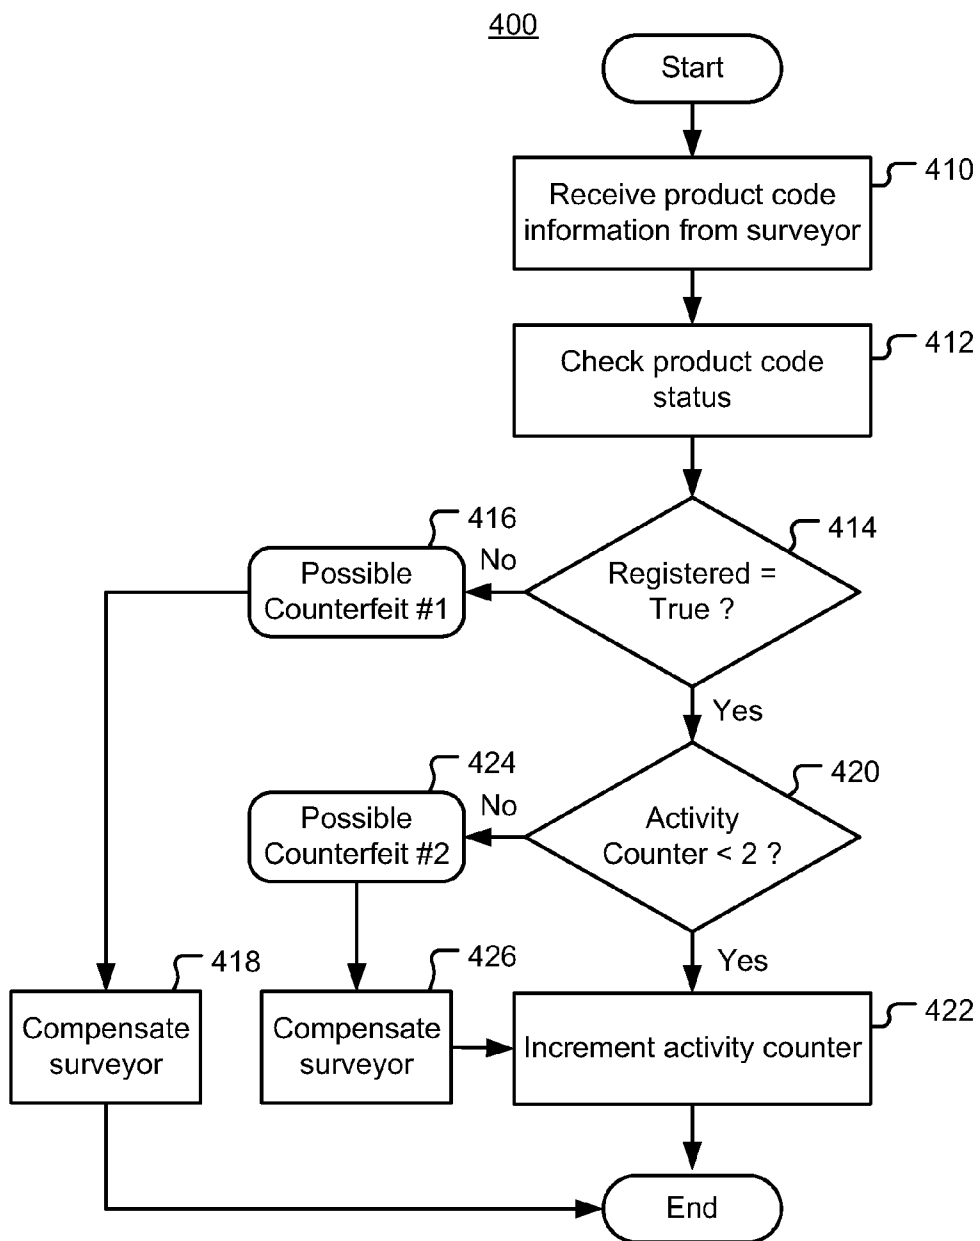 400
Start
410
Receive product code
information from surveyor
412
Check product code
status
414
Registered =
True ?
No
416
Possible
Counterfeit #1
Yes
420
Activity
Counter < 2 ?
No
424
Possible
Counterfeit #2
Yes
418
Compensate
surveyor
426
Compensate
surveyor
422
Increment activity counter
End